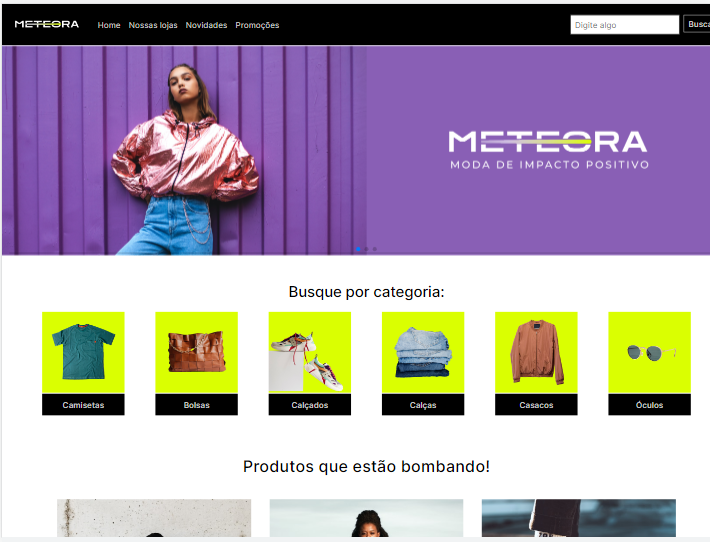 METEORA Home Nossas lojas Novidades Promoções Digite algo
METEORA
MODA DE IMPACTO POSITIVO
Busque por categoria:
Camisetas Bolsas Calçados Calças Casacos Óculos
Produtos que estão bombando!